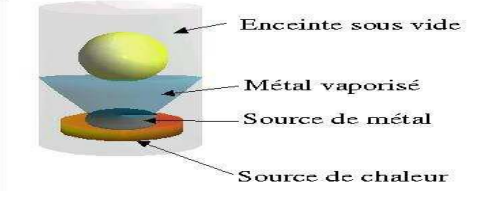 Enceinte sous vide
Métal vaporisé
Source de métal
Source de chaleur